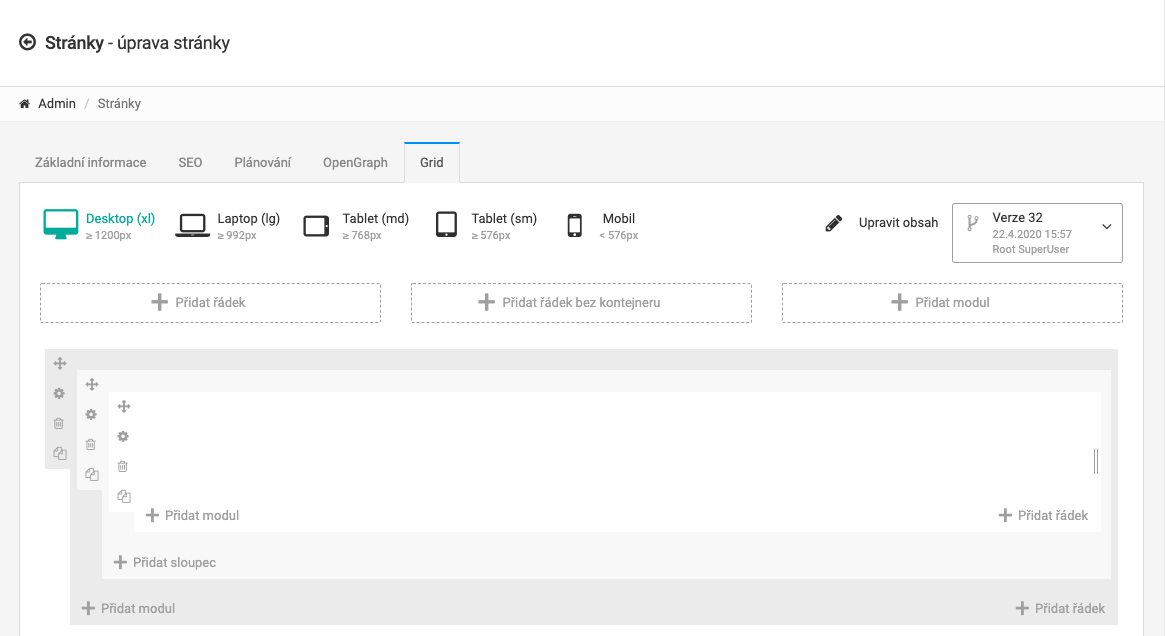 Stránky - úprava stránky
Admin / Stránky
Základní informace SEO Plánování OpenGraph Grid
Desktop (xl)
≥ 1200px
Laptop (lg)
≥ 992px
Tablet (md)
≥ 768px
Tablet (sm)
≥ 576px
Mobil
< 576px
Upravit obsah
Verze 32
22.4.2020 15:57
Root SuperUser
Přidat řádek
Přidat řádek bez kontejneru
Přidat modul
Přidat modul
Přidat řádek
Přidat sloupec
Přidat modul
Přidat řádek